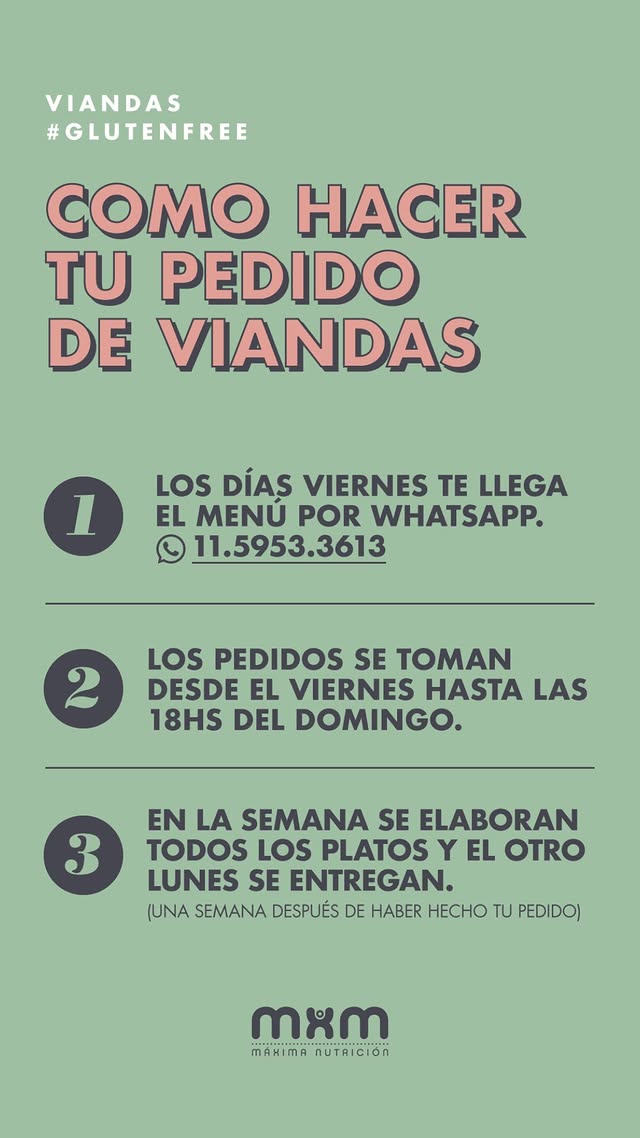 VIANDAS
#GLUTENFREE
COMO HACER
TU PEDIDO
DE VIANDAS
1
LOS DÍAS VIERNES TE LLEGA
EL MENÚ POR WHATSAPP.
11.5953.3613
2
LOS PEDIDOS SE TOMAN
DESDE EL VIERNES HASTA LAS
18HS DEL DOMINGO.
3
EN LA SEMANA SE ELABORAN
TODOS LOS PLATOS Y EL OTRO
LUNES SE ENTREGAN.
(UNA SEMANA DESPUÉS DE HABER HECHO TU PEDIDO)
mxm
MÁXIMA NUTRICIÓN